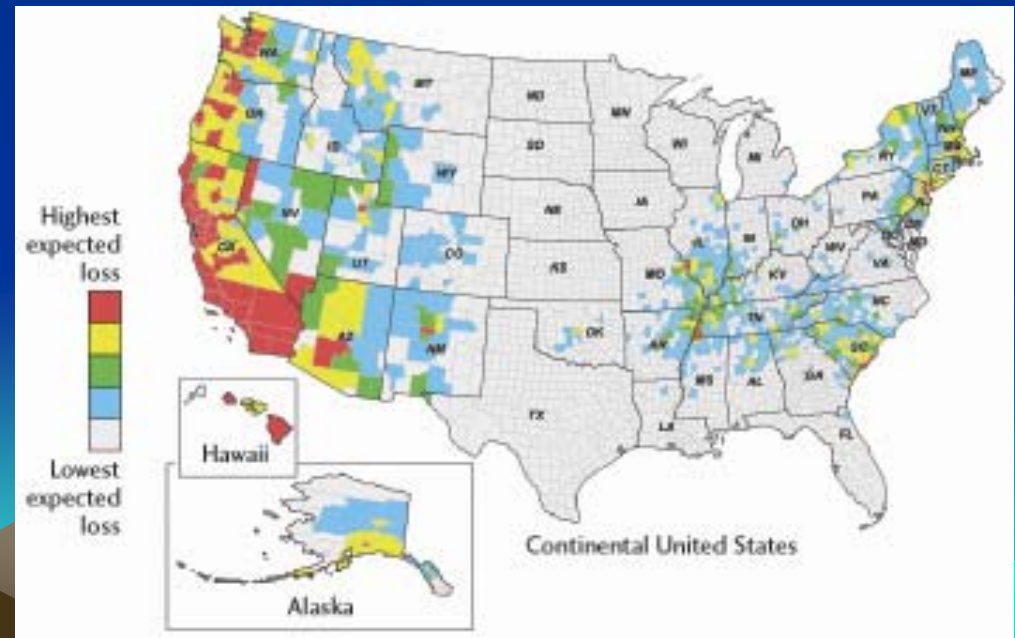 WA
MT
ND
MN
ME
VT
NH
OR
ID
SD
WI
MI
NY
MA
CT
WY
IA
PA
NJ
NE
NV
UT
CO
IL
IN
OH
WV
VA
MD
DE
Highest
expected
loss
CA
KS
MO
KY
NC
TN
AZ
NM
OK
AR
SC
MS
AL
GA
TX
LA
FL
Hawaii
Lowest
expected
loss
Continental United States
Alaska